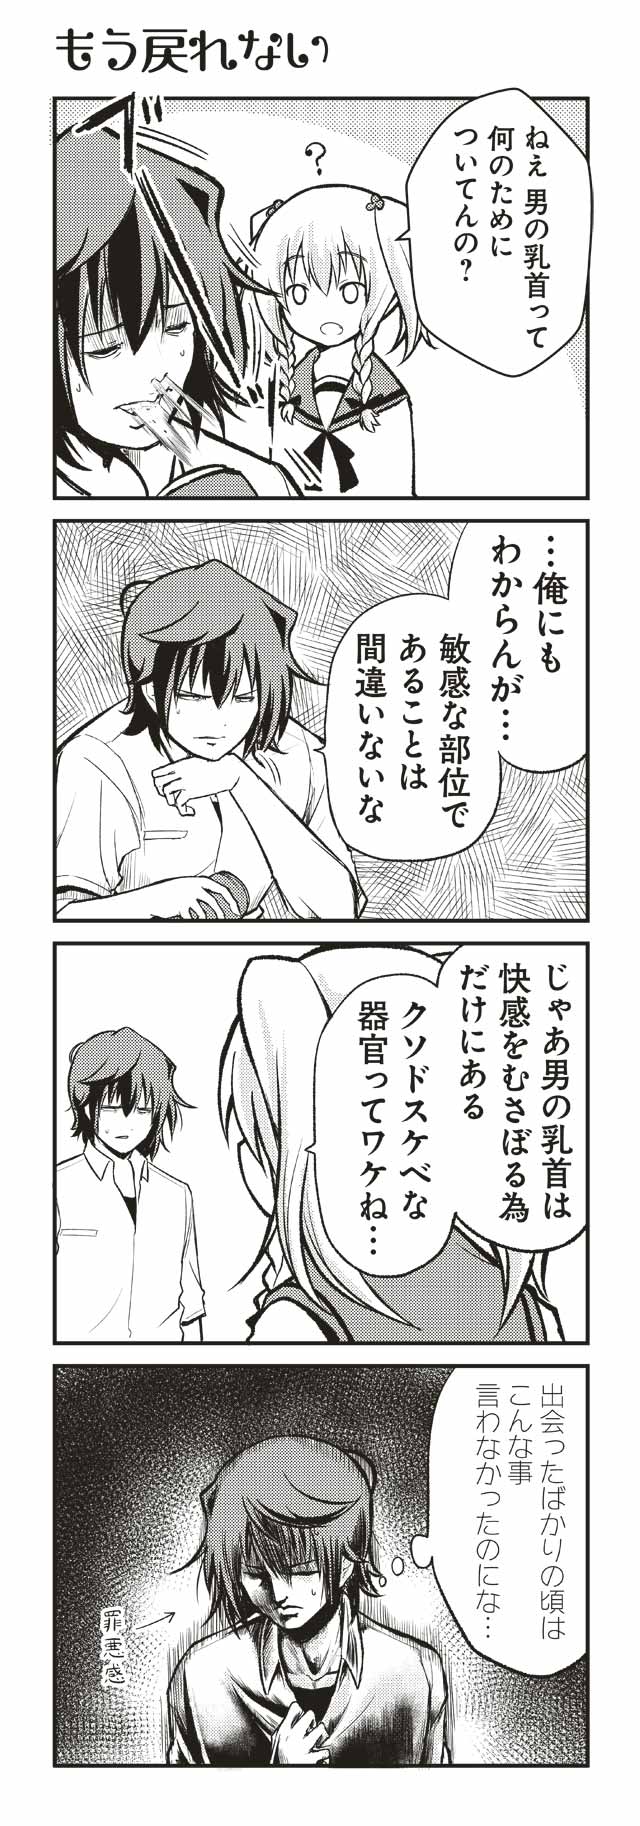 もう戻れない
ねえ 男の乳首って
何のために
ついてんの？
？
ブーーッ
…俺にも
わからんが…
敏感な部位で
あることは
間違いないな
じゃあ男の乳首は
快感をむさぼる為
だけにある
クソドスケベな
器官ってワケね…
出会ったばかりの頃は
こんな事
言わなかったのにな…
罪悪感